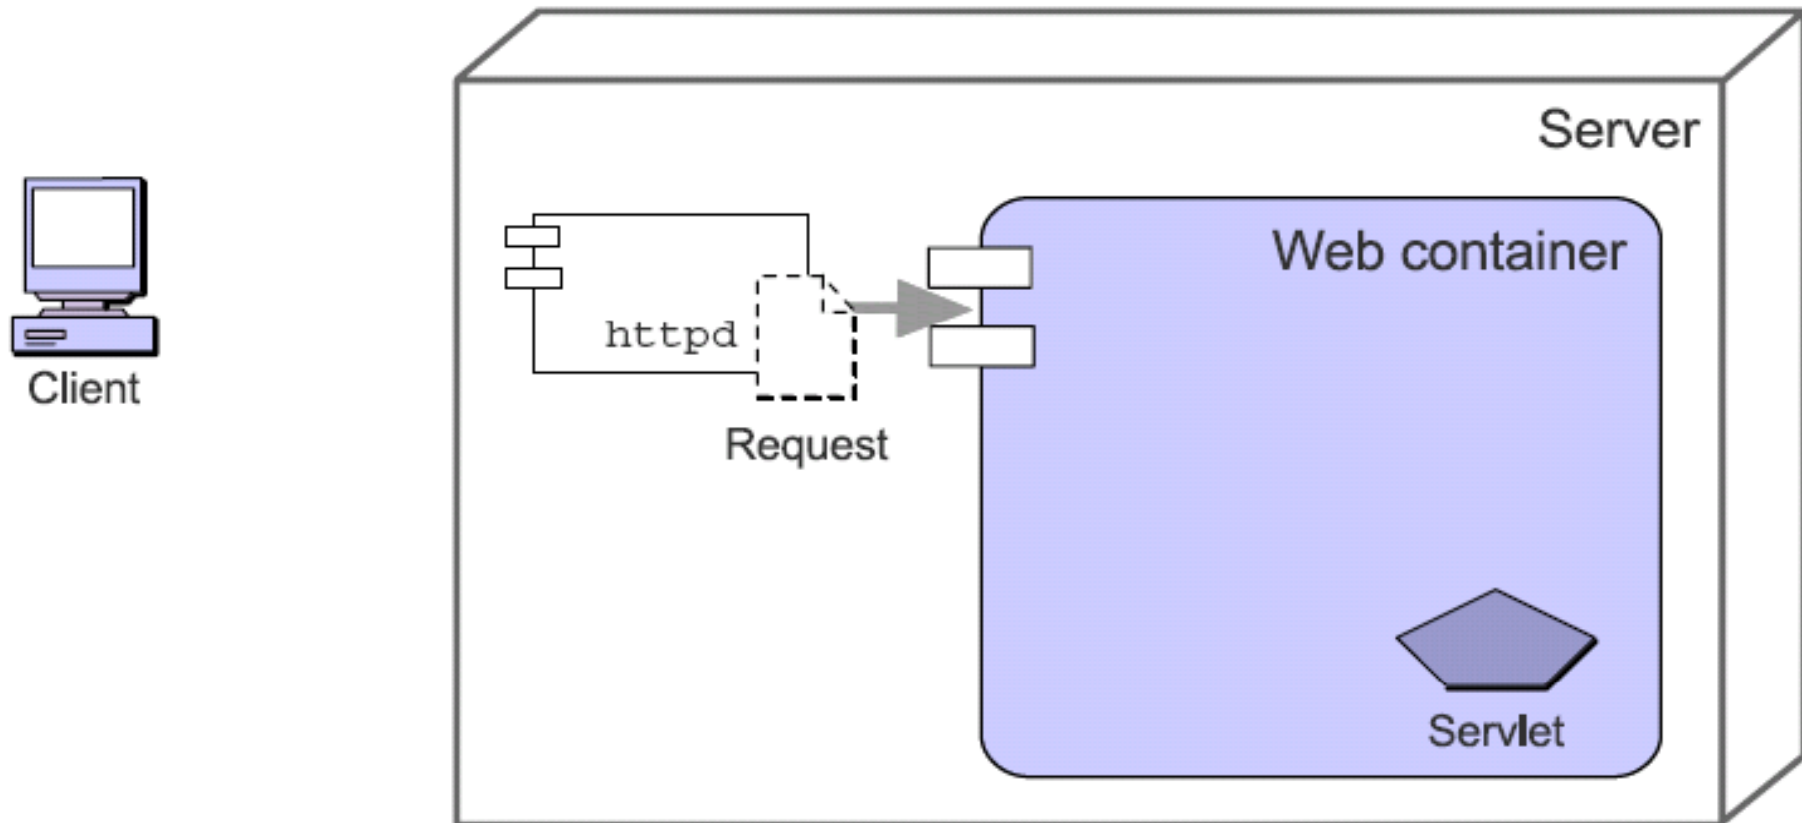 Server
Web container
httpd
Client
Request
Servlet